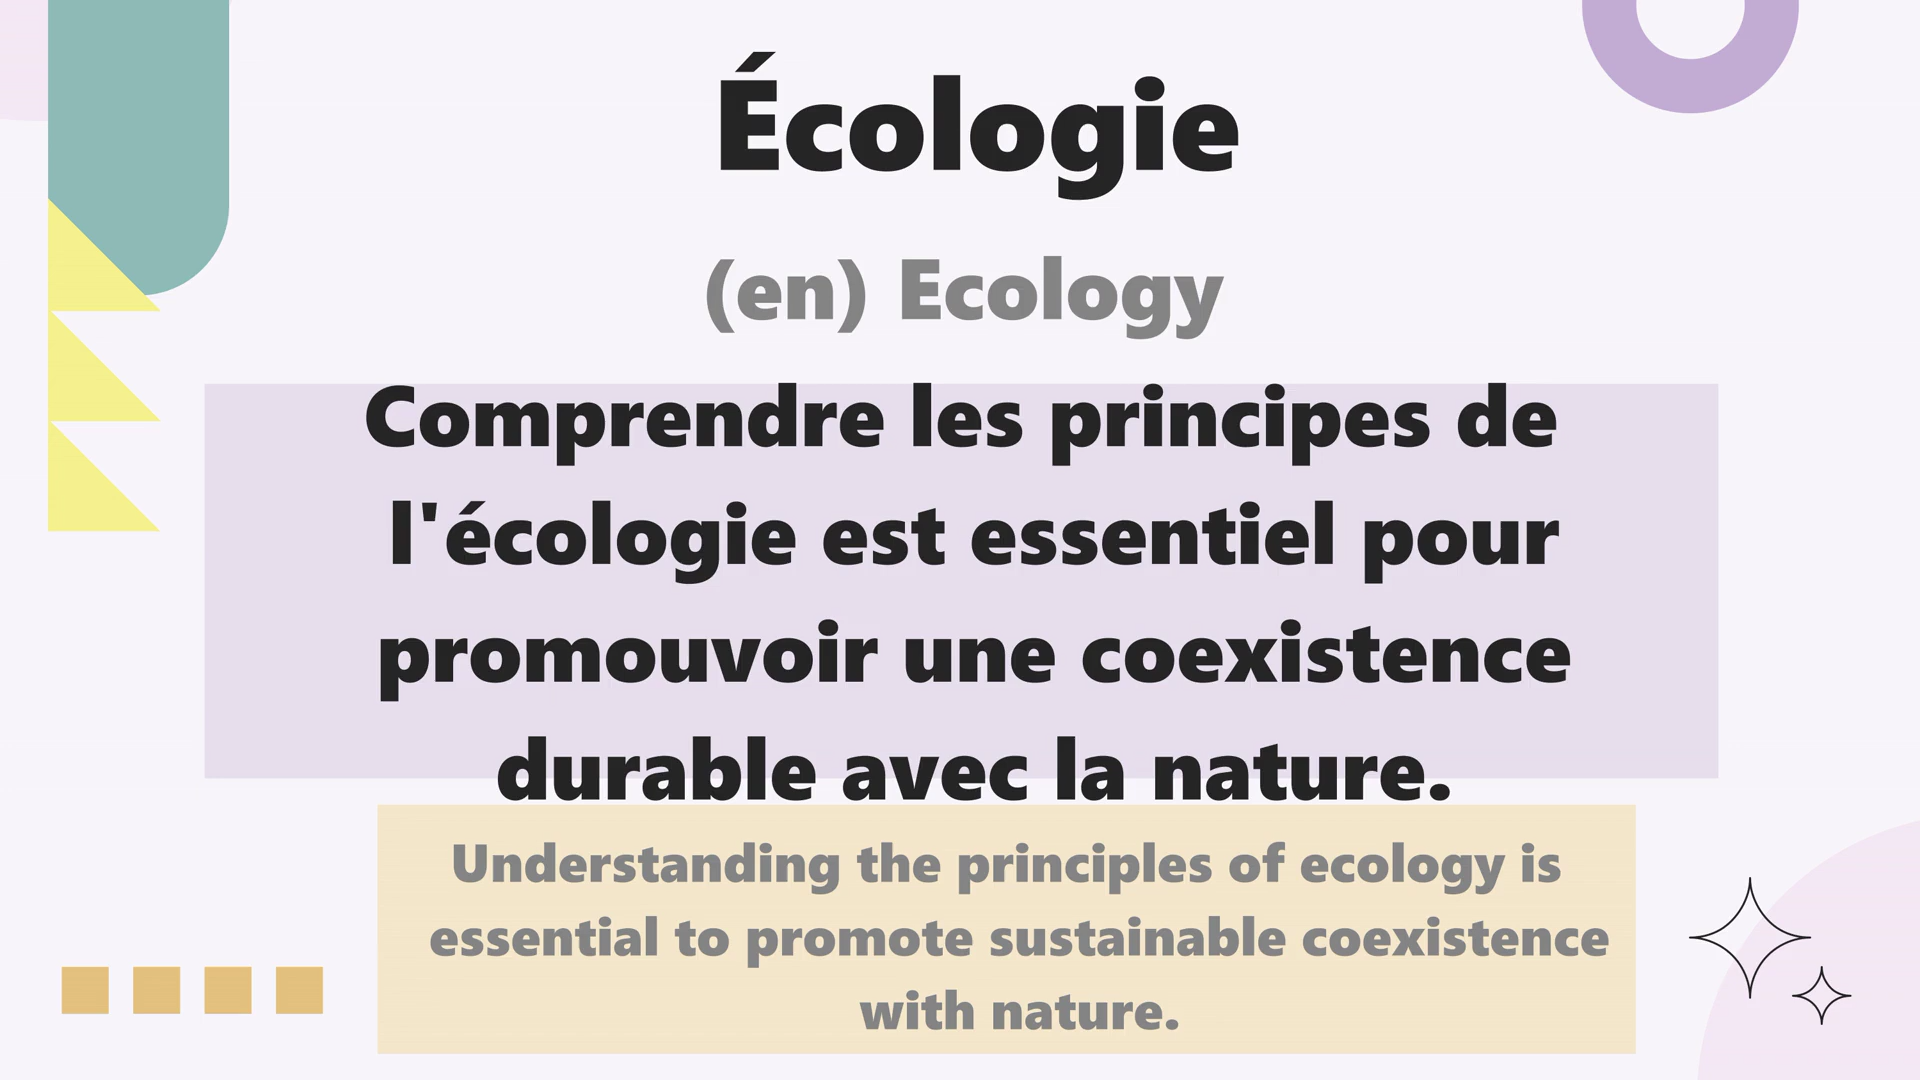 Écologie
(en) Ecology
Comprendre les principes de
l'écologie est essentiel pour
promouvoir une coexistence
durable avec la nature.
Understanding the principles of ecology is
essential to promote sustainable coexistence
with nature.